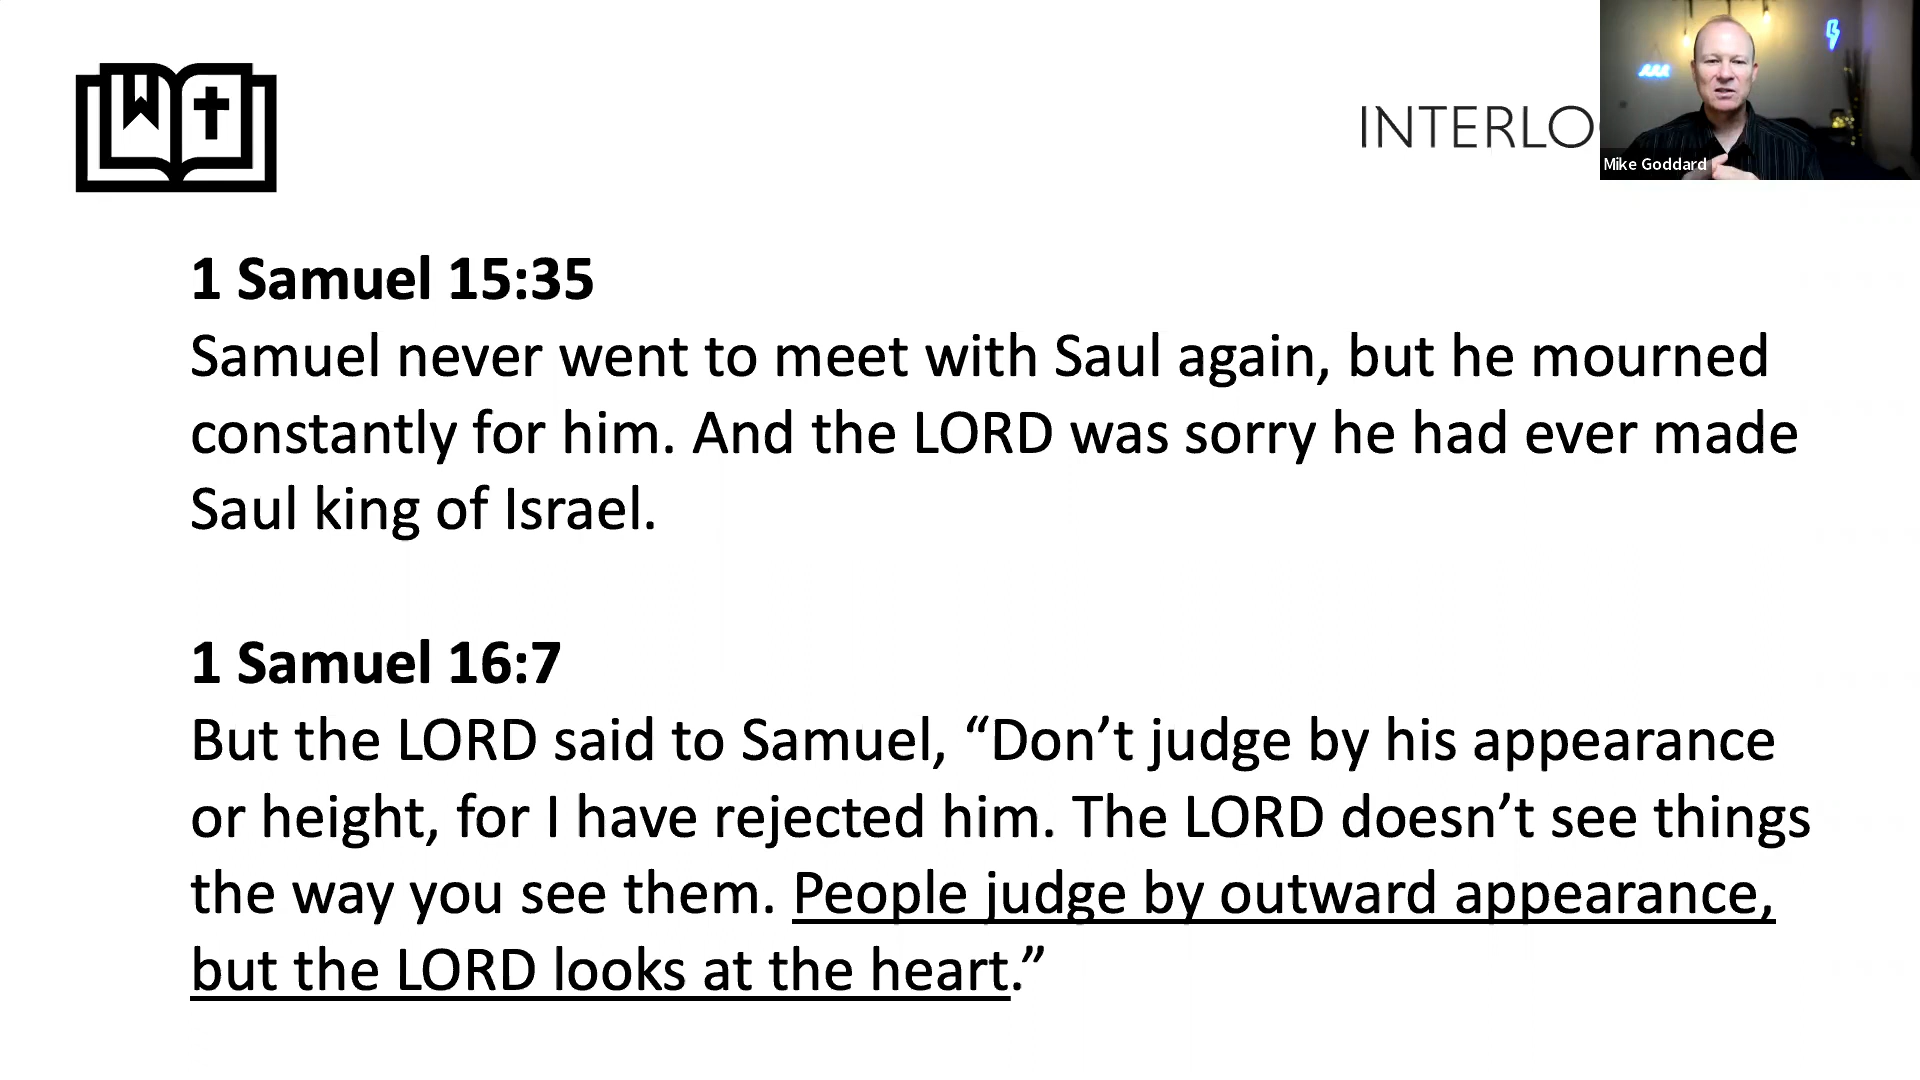 INTERLO
Mike Goddard
1 Samuel 15:35
Samuel never went to meet with Saul again, but he mourned
constantly for him. And the LORD was sorry he had ever made
Saul king of Israel.
1 Samuel 16:7
But the LORD said to Samuel, “Don’t judge by his appearance
or height, for I have rejected him. The LORD doesn’t see things
the way you see them. People judge by outward appearance,
but the LORD looks at the heart.”